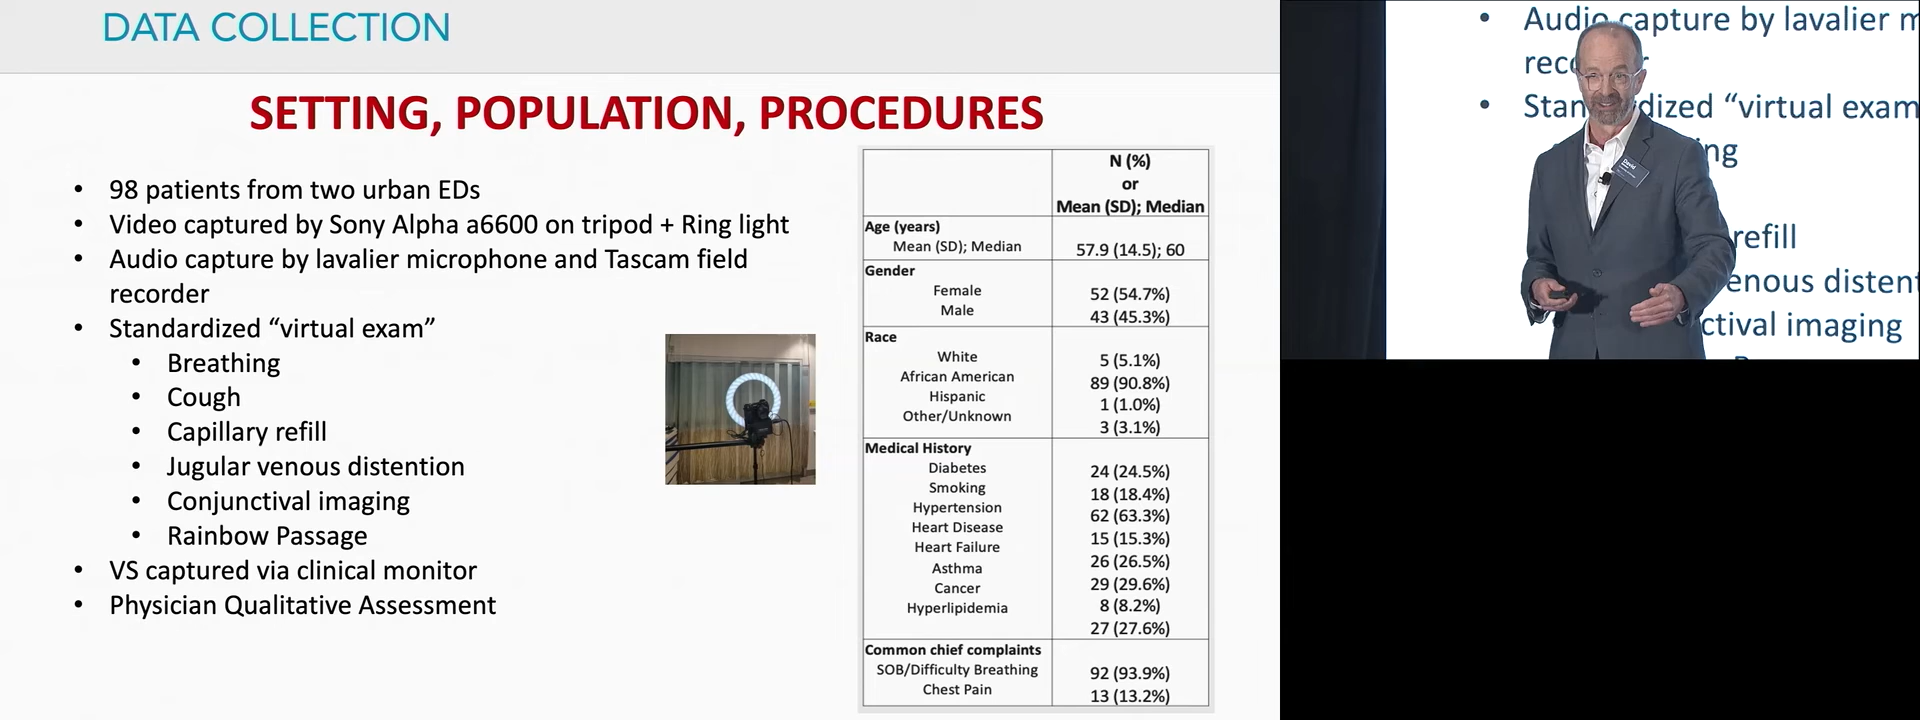 DATA COLLECTION
SETTING, POPULATION, PROCEDURES
• 98 patients from two urban EDs
• Video captured by Sony Alpha a6600 on tripod + Ring light
• Audio capture by lavalier microphone and Tascam field
recorder
• Standardized “virtual exam”
• Breathing
• Cough
• Capillary refill
• Jugular venous distention
• Conjunctival imaging
• Rainbow Passage
• VS captured via clinical monitor
• Physician Qualitative Assessment
N (%)
or
Mean (SD); Median
Age (years)
Mean (SD); Median 57.9 (14.5); 60
Gender
Female 52 (54.7%)
Male 43 (45.3%)
Race
White 5 (5.1%)
African American 89 (90.8%)
Hispanic 1 (1.0%)
Other/Unknown 3 (3.1%)
Medical History
Diabetes 24 (24.5%)
Smoking 18 (18.4%)
Hypertension 62 (63.3%)
Heart Disease 15 (15.3%)
Heart Failure 26 (26.5%)
Asthma 29 (29.6%)
Cancer 8 (8.2%)
Hyperlipidemia 27 (27.6%)
Common chief complaints
SOB/Difficulty Breathing 92 (93.9%)
Chest Pain 13 (13.2%)
• Audio capture by lavalier m
rec r
• Stan dized “virtual exam
ng
refill
enous distent
ctival imaging
David